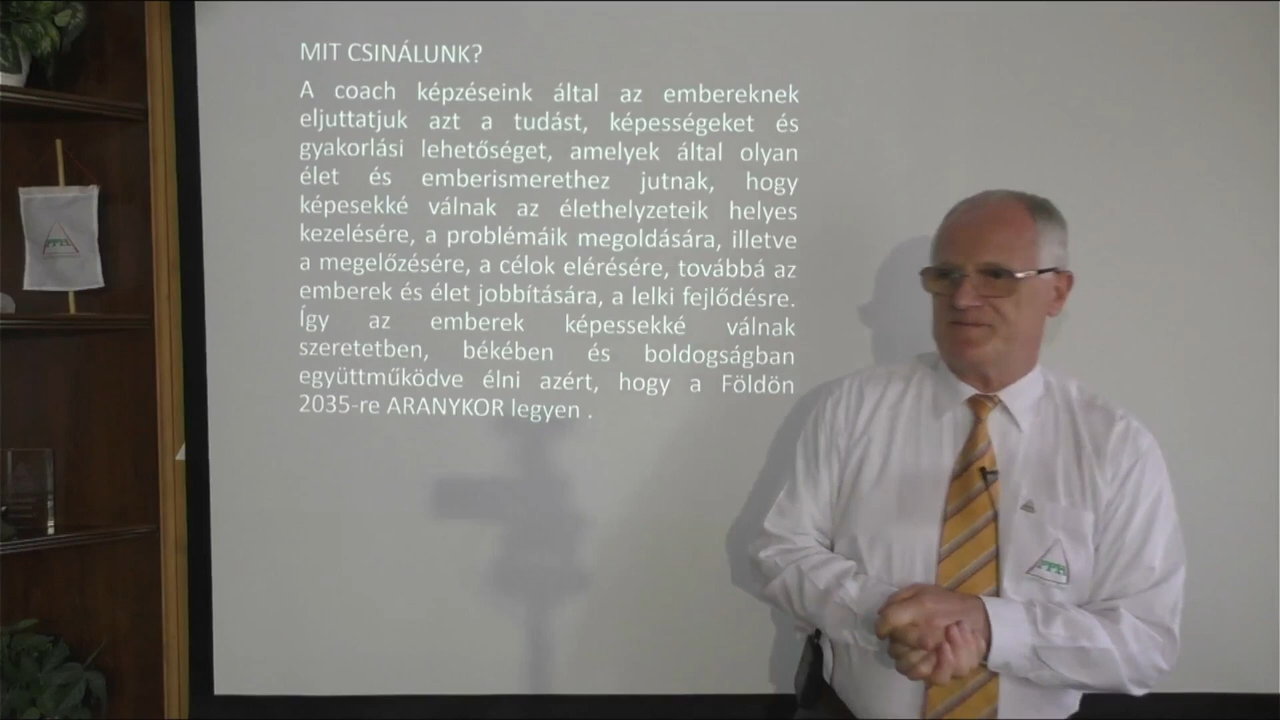 MIT CSINÁLUNK?
A coach képzéseink által az embereknek
eljuttatjuk azt a tudást, képességeket és
gyakorlási lehetőséget, amelyek által olyan
élet és emberismerethez jutnak, hogy
képesekké válnak az élethelyzeteik helyes
kezelésére, a problémáik megoldására, illetve
a megelőzésére, a célok elérésére, továbbá az
emberek és élet jobbítására, a lelki fejlődésre.
Így az emberek képessekké válnak
szeretetben, békében és boldogságban
együttműködve élni azért, hogy a Földön
2035-re ARANYKOR legyen .